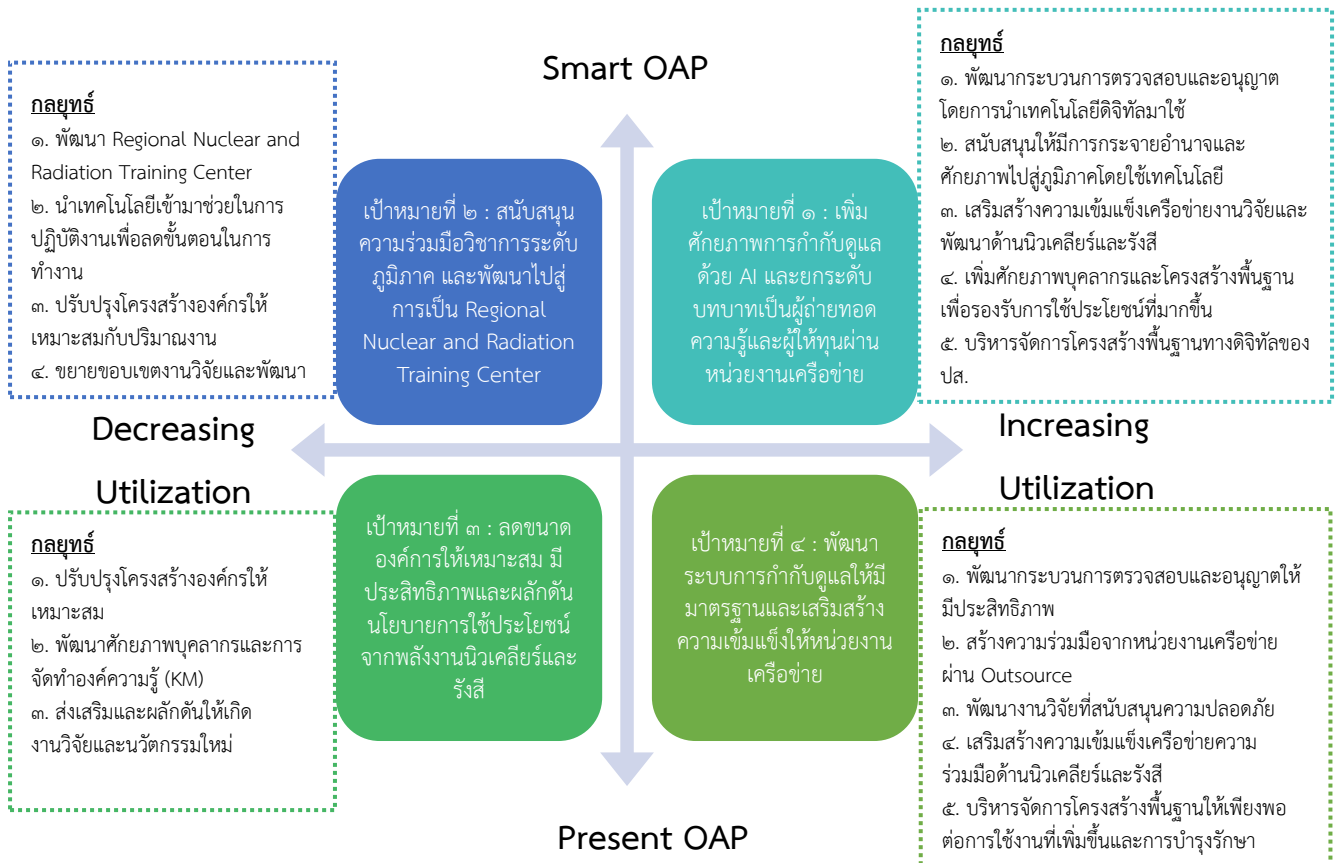 Smart OAP
กลยุทธ์
๑. พัฒนา Regional Nuclear and
Radiation Training Center
๒. นำเทคโนโลยีเข้ามาช่วยในการ
ปฏิบัติงานเพื่อลดขั้นตอนในการ
ทำงาน
๓. ปรับปรุงโครงสร้างองค์กรให้
เหมาะสมกับปริมาณงาน
๔. ขยายขอบเขตงานวิจัยและพัฒนา
เป้าหมายที่ ๒ : สนับสนุน
ความร่วมมือวิชาการระดับ
ภูมิภาค และพัฒนาไปสู่
การเป็น Regional
Nuclear and Radiation
Training Center
เป้าหมายที่ ๑ : เพิ่ม
ศักยภาพการกำกับดูแล
ด้วย AI และยกระดับ
บทบาทเป็นผู้ถ่ายทอด
ความรู้และผู้ให้ทุนผ่าน
หน่วยงานเครือข่าย
กลยุทธ์
๑. พัฒนากระบวนการตรวจสอบและอนุญาต
โดยการนำเทคโนโลยีดิจิทัลมาใช้
๒. สนับสนุนให้มีการกระจายอำนาจและ
ศักยภาพไปสู่ภูมิภาคโดยใช้เทคโนโลยี
๓. เสริมสร้างความเข้มแข็งเครือข่ายงานวิจัยและ
พัฒนาด้านนิวเคลียร์และรังสี
๔. เพิ่มศักยภาพบุคลากรและโครงสร้างพื้นฐาน
เพื่อรองรับการใช้ประโยชน์ที่มากขึ้น
๕. บริหารจัดการโครงสร้างพื้นฐานทางดิจิทัลของ
ปส.
Decreasing
Utilization
Increasing
Utilization
กลยุทธ์
๑. ปรับปรุงโครงสร้างองค์กรให้
เหมาะสม
๒. พัฒนาศักยภาพบุคลากรและการ
จัดทำองค์ความรู้ (KM)
๓. ส่งเสริมและผลักดันให้เกิด
งานวิจัยและนวัตกรรมใหม่
เป้าหมายที่ ๓ : ลดขนาด
องค์การให้เหมาะสม มี
ประสิทธิภาพและผลักดัน
นโยบายการใช้ประโยชน์
จากพลังงานนิวเคลียร์และ
รังสี
เป้าหมายที่ ๔ : พัฒนา
ระบบการกำกับดูแลให้มี
มาตรฐานและเสริมสร้าง
ความเข้มแข็งให้หน่วยงาน
เครือข่าย
กลยุทธ์
๑. พัฒนากระบวนการตรวจสอบและอนุญาตให้
มีประสิทธิภาพ
๒. สร้างความร่วมมือจากหน่วยงานเครือข่าย
ผ่าน Outsource
๓. พัฒนางานวิจัยที่สนับสนุนความปลอดภัย
๔. เสริมสร้างความเข้มแข็งเครือข่ายความ
ร่วมมือด้านนิวเคลียร์และรังสี
๕. บริหารจัดการโครงสร้างพื้นฐานให้เพียงพอ
ต่อการใช้งานที่เพิ่มขึ้นและการบำรุงรักษา
Present OAP